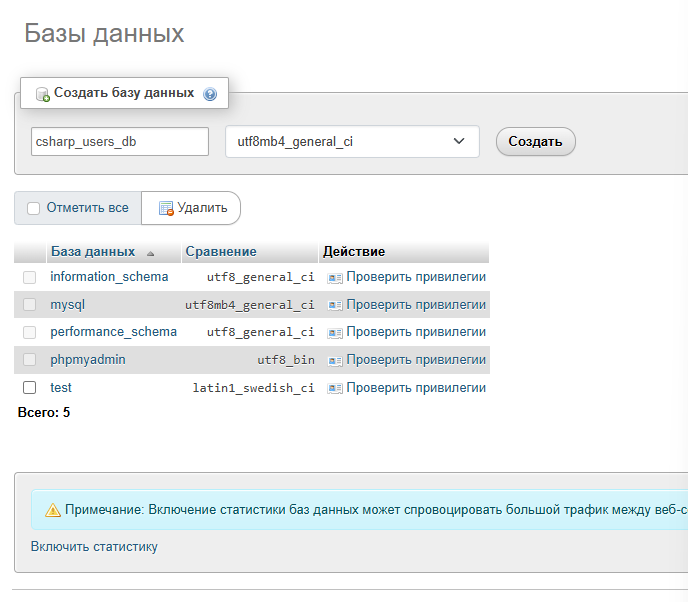 Базы данных
Создать базу данных
csharp_users_db utf8mb4_general_ci Создать
Отметить все Удалить
База данных Сравнение Действие
information_schema utf8_general_ci Проверить привилегии
mysql utf8mb4_general_ci Проверить привилегии
performance_schema utf8_general_ci Проверить привилегии
phpmyadmin utf8_bin Проверить привилегии
test latin1_swedish_ci Проверить привилегии
Всего: 5
Примечание: Включение статистики баз данных может спровоцировать большой трафик между веб-с
Включить статистику